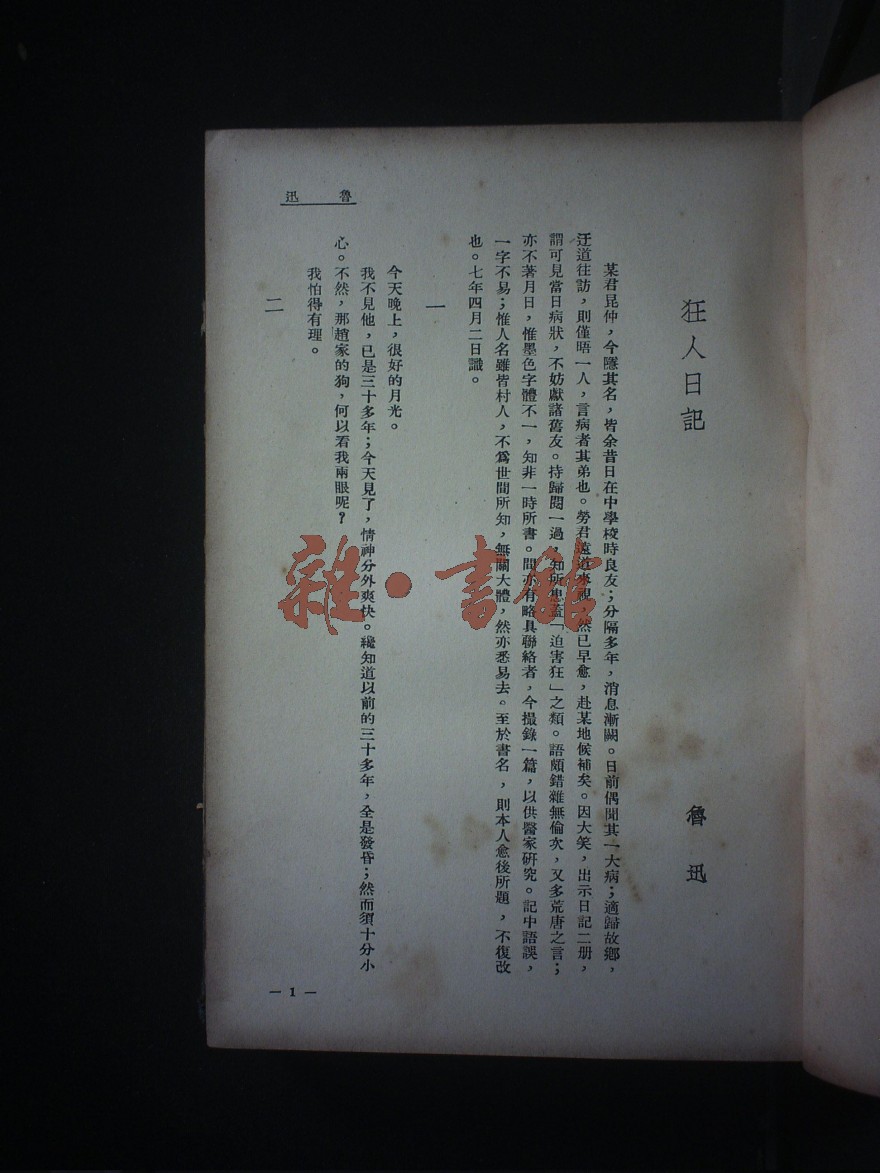 魯迅
狂人日記
魯迅
某君昆仲，今隱其名，皆余昔日在中學校時良友；分隔多年，消息漸闕。日前偶聞其一大病；適歸故鄉，
迂道往訪，則僅晤一人，言病者其弟也。勞君遠道來視，然已早愈，赴某地候補矣。因大笑，出示日記二册，
謂可見當日病狀，不妨獻諸舊友。持歸閱一過，知所患蓋「迫害狂」之類。語頗錯雜無倫次，又多荒唐之言；
亦不著月日，惟墨色字體不一，知非一時所書。間亦有略具聯絡者，今撮錄一篇，以供醫家研究。記中語誤，
一字不易；惟人名雖皆村人，不爲世間所知，無關大體，然亦悉易去。至於書名，則本人愈後所題，不復改
也。七年四月二日識。
一
今天晚上，很好的月光。
我不見他，已是三十多年；今天見了，情神分外爽快。纔知道以前的三十多年，全是發昏；然而須十分小
心。不然，那趙家的狗，何以看我兩眼呢？
我怕得有理。
二
— 1 —
雜·書館